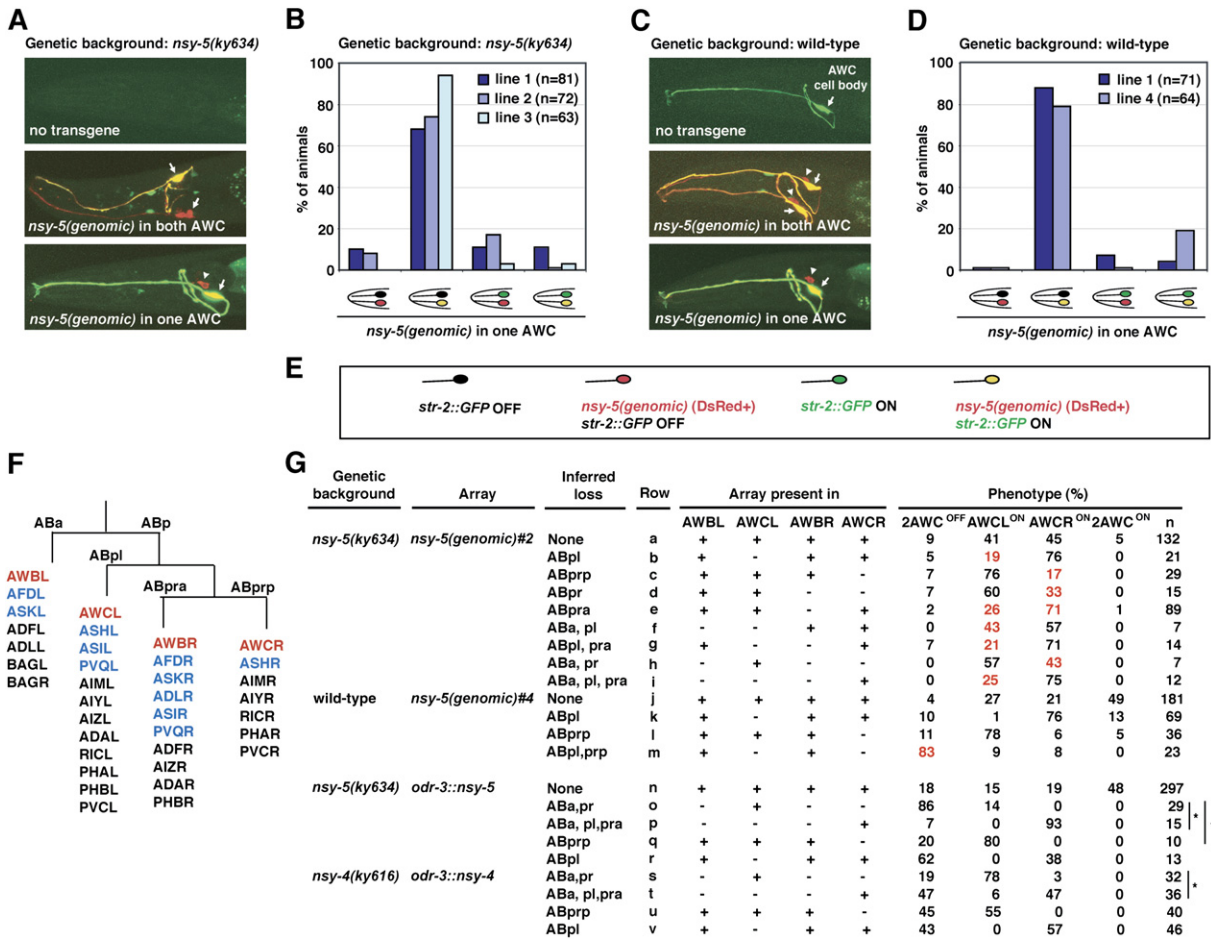 A
Genetic background: nsy-5(ky634)
no transgene
nsy-5(genomic) in both AWC
nsy-5(genomic) in one AWC
B
Genetic background: nsy-5(ky634)
% of animals
100
80
60
40
20
0
line 1 (n=81)
line 2 (n=72)
line 3 (n=63)
nsy-5(genomic) in one AWC
C
Genetic background: wild-type
AWC
cell body
no transgene
nsy-5(genomic) in both AWC
nsy-5(genomic) in one AWC
D
Genetic background: wild-type
% of animals
100
80
60
40
20
0
line 1 (n=71)
line 4 (n=64)
nsy-5(genomic) in one AWC
E
str-2::GFP OFF
nsy-5(genomic) (DsRed+)
str-2::GFP OFF
str-2::GFP ON
nsy-5(genomic) (DsRed+)
str-2::GFP ON
F
ABa ABp
ABpl
ABpra ABprp
AWBL
AFDL
ASKL
ADFL
ADLL
BAGL
BAGR
AWCL
ASHL
ASIL
PVQL
AIML
AIYL
AIZL
ADAL
RICL
PHAL
PHBL
PVCL
AWBR
AFDR
ASKR
ADLR
ASIR
PVQR
ADFR
AIZR
ADAR
PHBR
AWCR
ASHR
AIMR
AIYR
RICR
PHAR
PVCR
G
Genetic background Array Inferred loss Row Array present in Phenotype (%)
AWBL AWCL AWBR AWCR 2AWC OFF AWCL ON AWCR ON 2AWC ON n
nsy-5(ky634) nsy-5(genomic)#2 None a + + + + 9 41 45 5 132
ABpl b + - + + 5 19 76 0 21
ABprp c + + + - 7 76 17 0 29
ABpr d + + - - 7 60 33 0 15
ABpra e + + - + 2 26 71 1 89
ABa, pl f - - + + 0 43 57 0 7
ABpl, pra g + - - + 7 21 71 0 14
ABa, pr h - + - - 0 57 43 0 7
ABa, pl, pra i - - - + 0 25 75 0 12
wild-type nsy-5(genomic)#4 None j + + + + 4 27 21 49 181
ABpl k + - + + 10 1 76 13 69
ABprp l + + + - 11 78 6 5 36
ABpl,prp m + - + - 83 9 8 0 23
nsy-5(ky634) odr-3::nsy-5 None n + + + + 18 15 19 48 297
ABa,pr o - + - - 86 14 0 0 29
ABa, pl,pra p - - - + 7 0 93 0 15 *
ABprp q + + + - 20 80 0 0 10
ABpl r + - + + 62 0 38 0 13
nsy-4(ky616) odr-3::nsy-4 ABa,pr s - + - - 19 78 3 0 32
ABa, pl,pra t - - - + 47 6 47 0 36 *
ABprp u + + + - 45 55 0 0 40
ABpl v + - + + 43 0 57 0 46